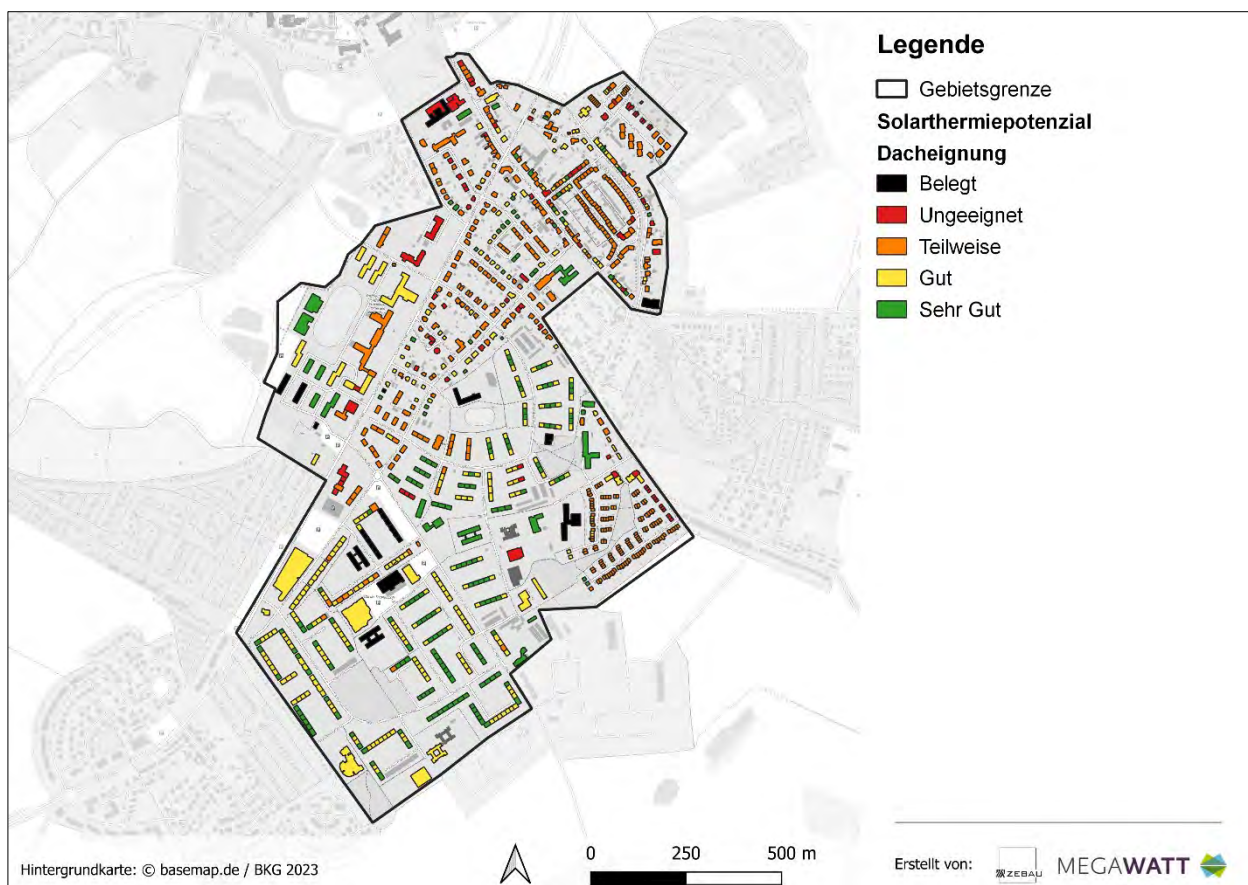 Legende
Gebietsgrenze
Solarthermiepotenzial
Dacheignung
Belegt
Ungeeignet
Teilweise
Gut
Sehr Gut
Hintergrundkarte: © basemap.de / BKG 2023
0 250 500 m
Erstellt von:
ZEBAU
MEGAWATT